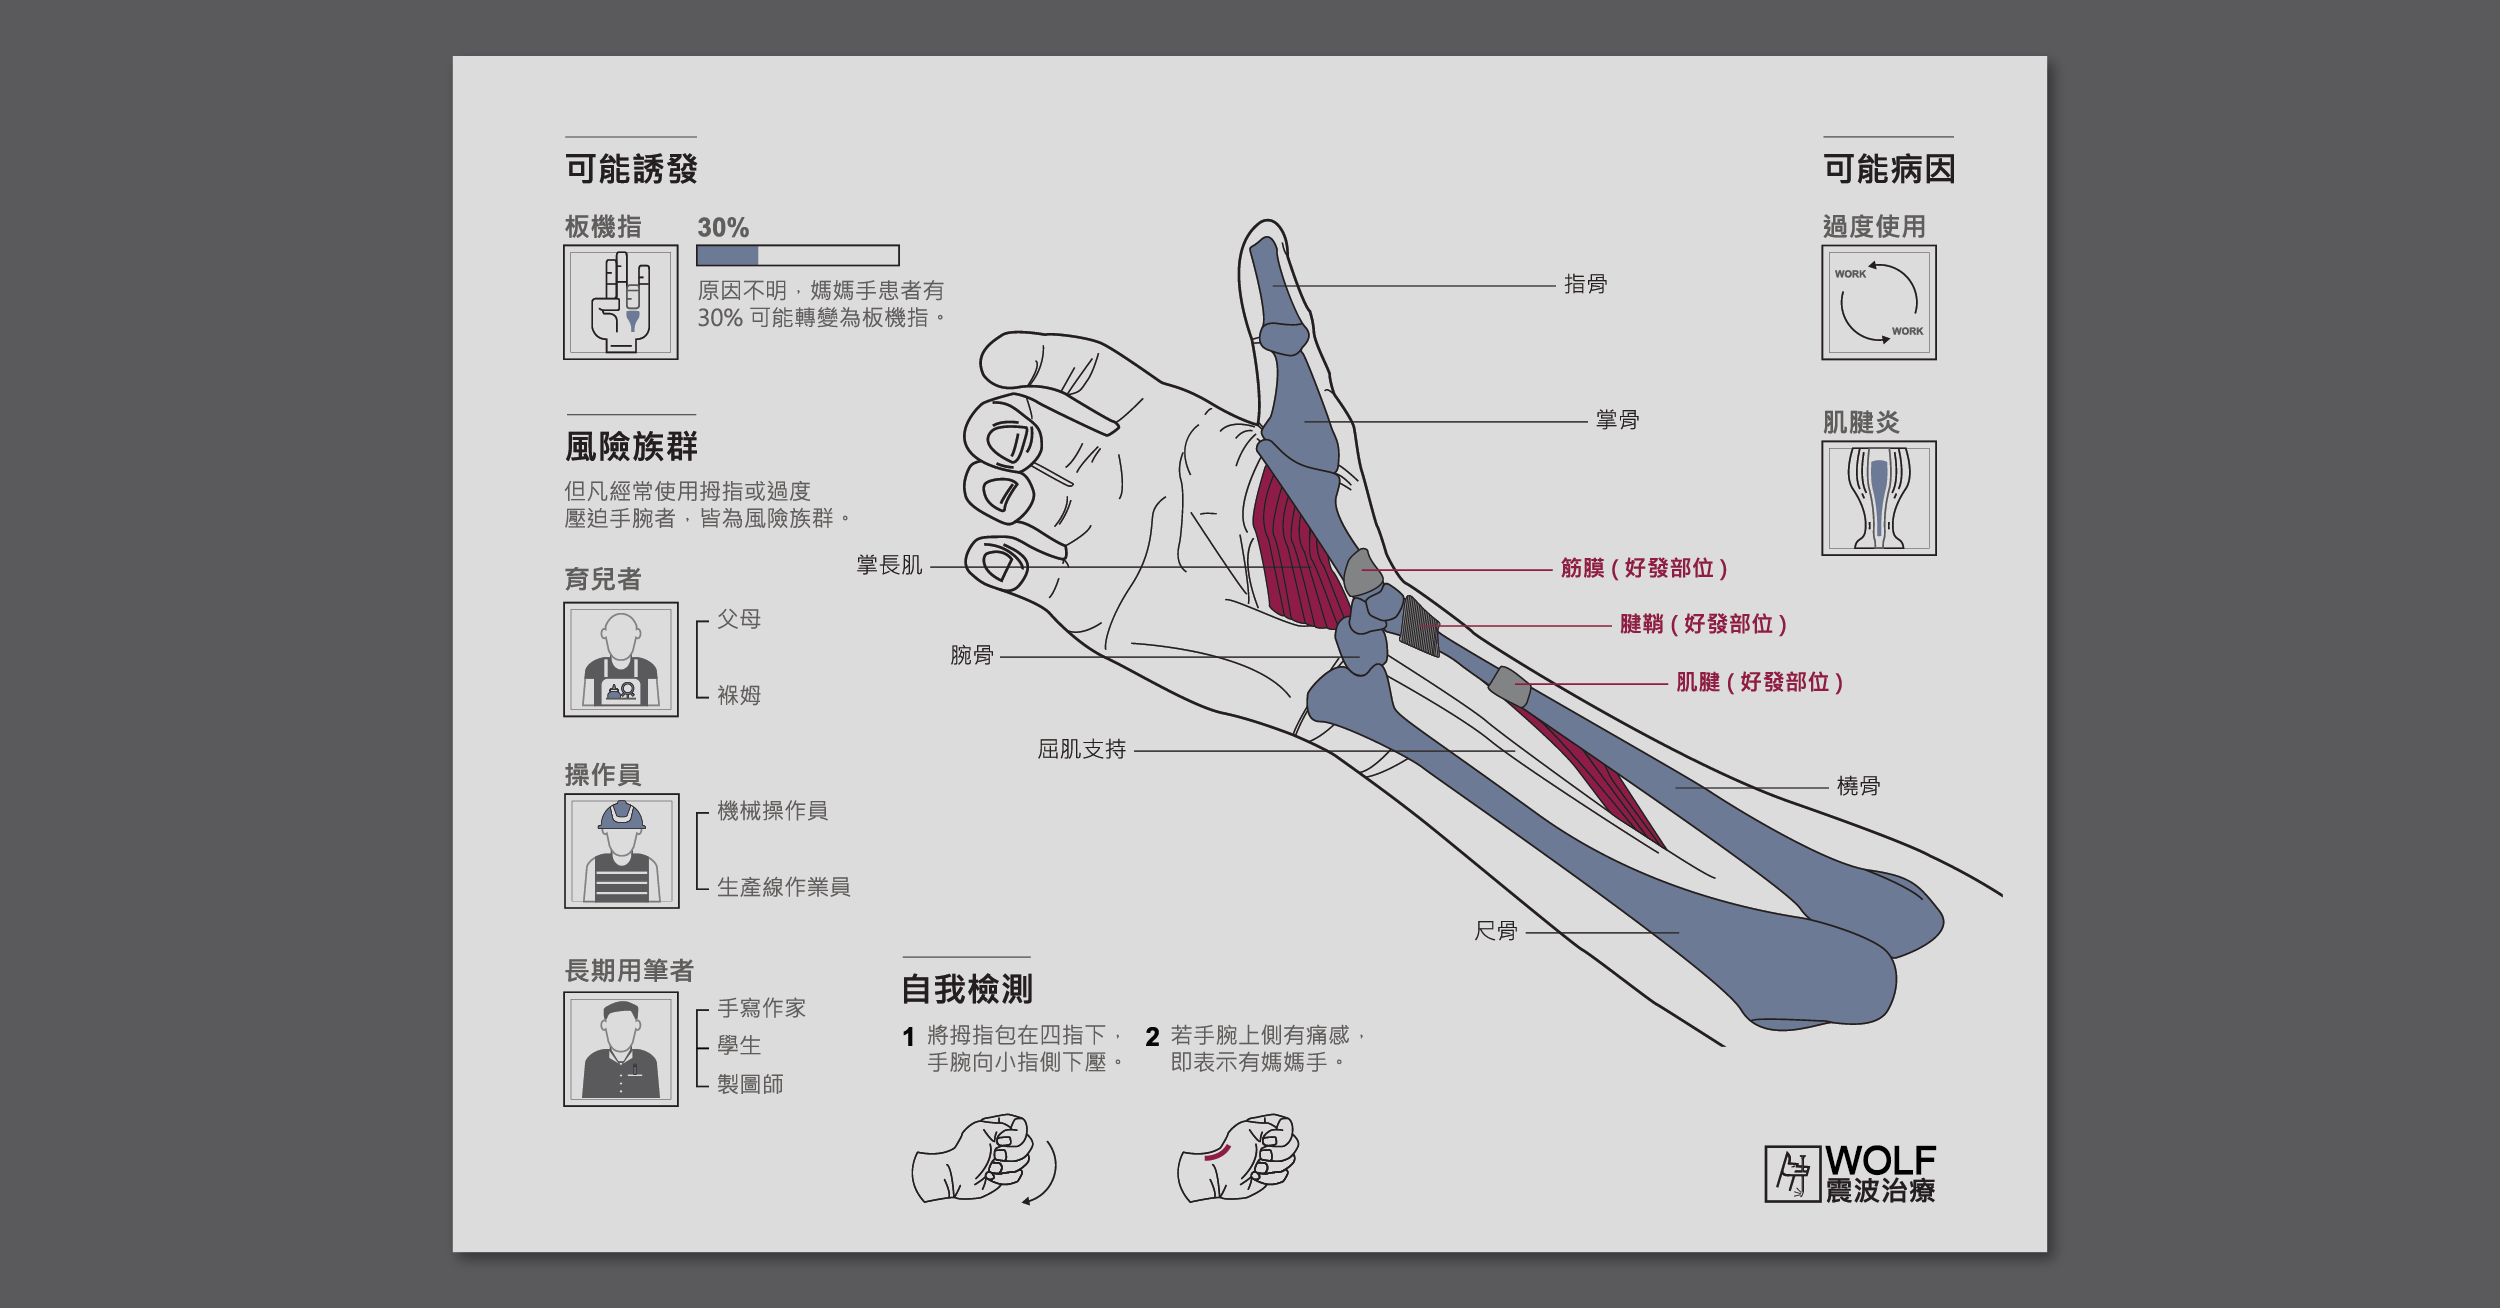 可能誘發
板機指
30%
原因不明，媽媽手患者有
30% 可能轉變為板機指。
風險族群
但凡經常使用拇指或過度
壓迫手腕者，皆為風險族群。
育兒者
父母
褓姆
操作員
機械操作員
生產線作業員
長期用筆者
手寫作家
學生
製圖師
掌長肌
腕骨
屈肌支持
尺骨
指骨
掌骨
筋膜 ( 好發部位 )
腱鞘 ( 好發部位 )
肌腱 ( 好發部位 )
橈骨
可能病因
過度使用
WORK
WORK
肌腱炎
自我檢測
1 將拇指包在四指下，
手腕向小指側下壓。
2 若手腕上側有痛感，
即表示有媽媽手。
WOLF
震波治療